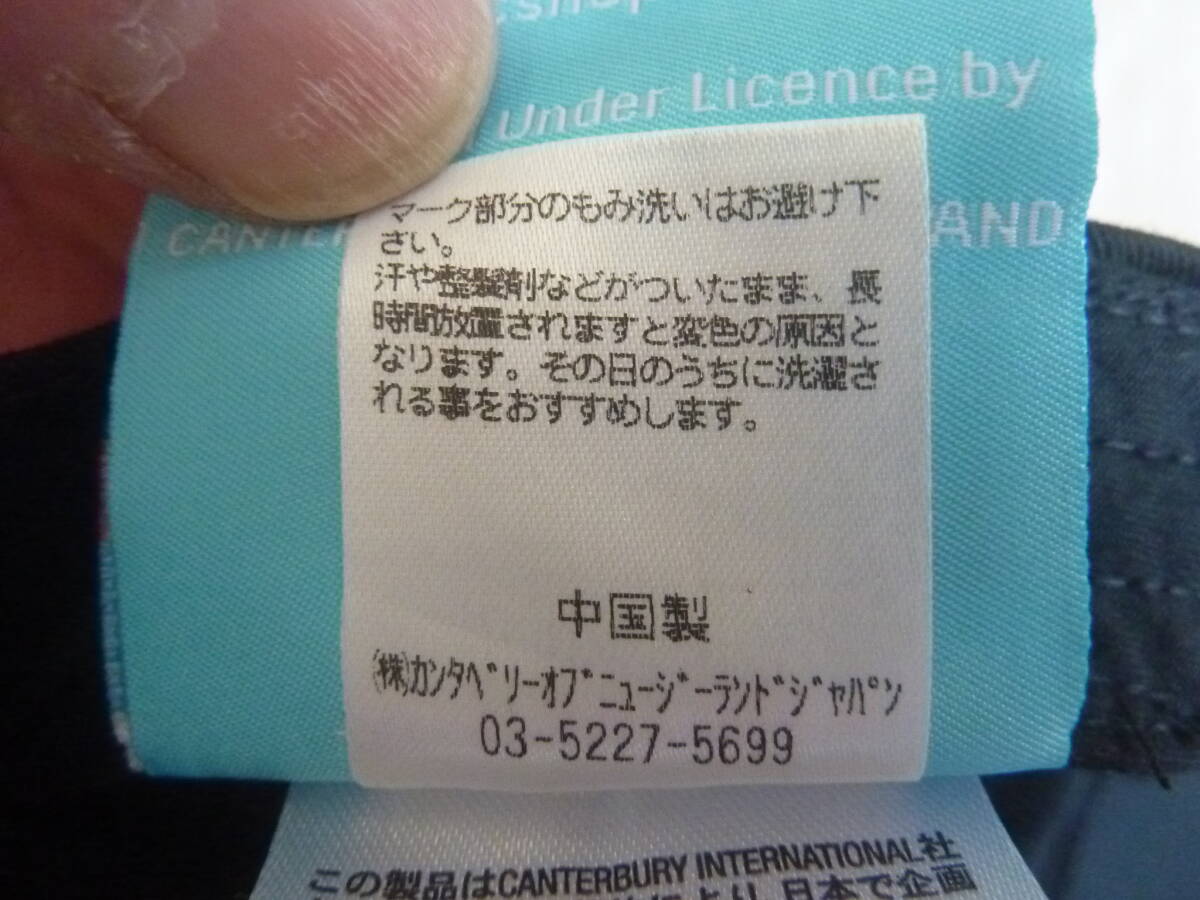 Under Licence by
AND
マーク部分のもみ洗いはお避け下
さい。
汗や整髪剤などがついたまま、長
時間放置されますと変色の原因と
なります。その日のうちに洗濯さ
れる事をおすすめします。
中国製
(株)カンタベリーオブニュージーランドジャパン
03-5227-5699
この製品はCANTERBURY INTERNATIONAL社
より、日本で企画